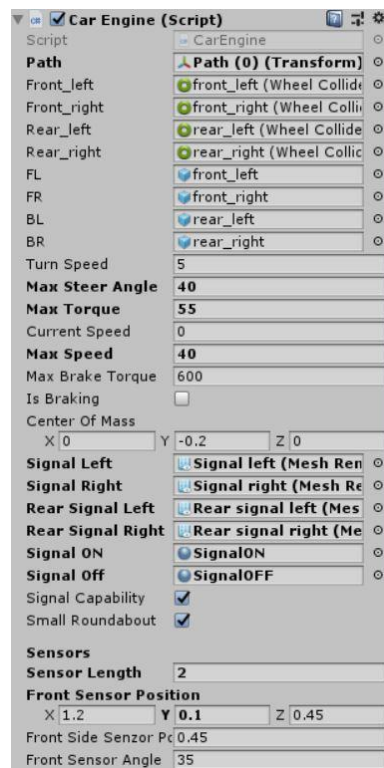 Car Engine (Script)
Script CarEngine
Path Path (0) (Transform)
Front_left front_left (Wheel Collide
Front_right front_right (Wheel Colli
Rear_left rear_left (Wheel Collide
Rear_right rear_right (Wheel Collic
FL front_left
FR front_right
BL rear_left
BR rear_right
Turn Speed 5
Max Steer Angle 40
Max Torque 55
Current Speed 0
Max Speed 40
Max Brake Torque 600
Is Braking
Center Of Mass
X 0 Y -0.2 Z 0
Signal Left Signal left (Mesh Ren
Signal Right Signal right (Mesh Re
Rear Signal Left Rear signal left (Mes
Rear Signal Right Rear signal right (Me
Signal ON SignalON
Signal Off SignalOFF
Signal Capability
Small Roundabout
Sensors
Sensor Length 2
Front Sensor Position
X 1.2 Y 0.1 Z 0.45
Front Side Senzor Po 0.45
Front Sensor Angle 35